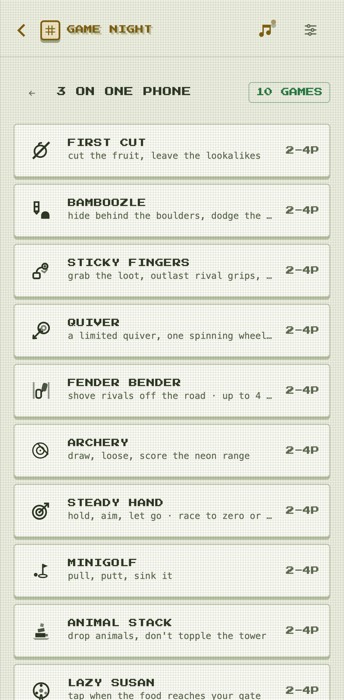 GAME NIGHT
← 3 ON ONE PHONE
10 GAMES
FIRST CUT
cut the fruit, leave the lookalikes
2-4P
BAMBOOZLE
hide behind the boulders, dodge the …
2-4P
STICKY FINGERS
grab the loot, outlast rival grips, …
2-4P
QUIVER
a limited quiver, one spinning wheel…
2-4P
FENDER BENDER
shove rivals off the road · up to 4 …
2-4P
ARCHERY
draw, loose, score the neon range
2-4P
STEADY HAND
hold, aim, let go · race to zero or …
2-4P
MINIGOLF
pull, putt, sink it
2-4P
ANIMAL STACK
drop animals, don't topple the tower
2-4P
LAZY SUSAN
tap when the food reaches your gate
2-4P